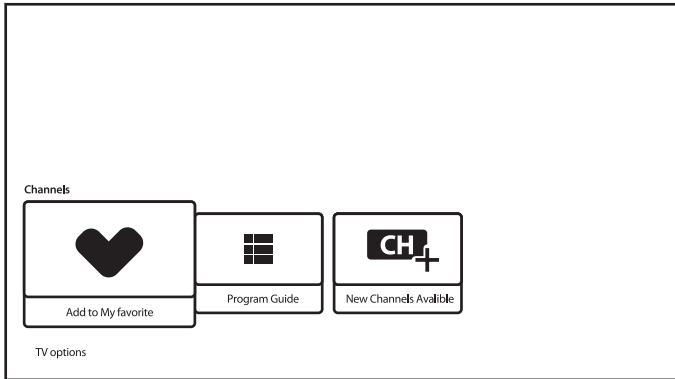 Channels
CH
Add to My favorite
Program Guide
New Channels Avalible
TV options